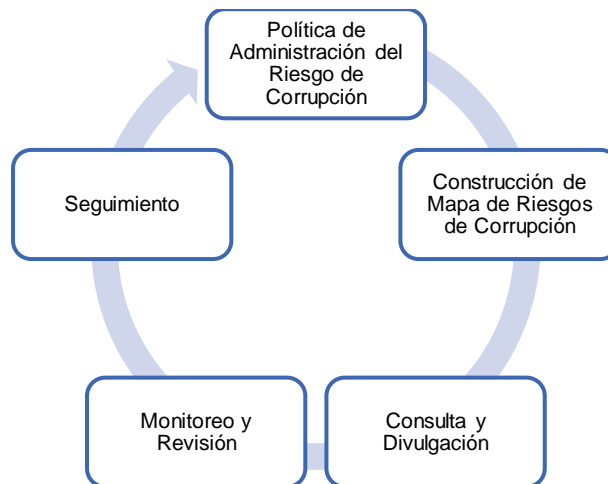 Política de
Administración del
Riesgo de
Corrupción
Construcción de
Mapa de Riesgos
de Corrupción
Consulta y
Divulgación
Monitoreo y
Revisión
Seguimiento